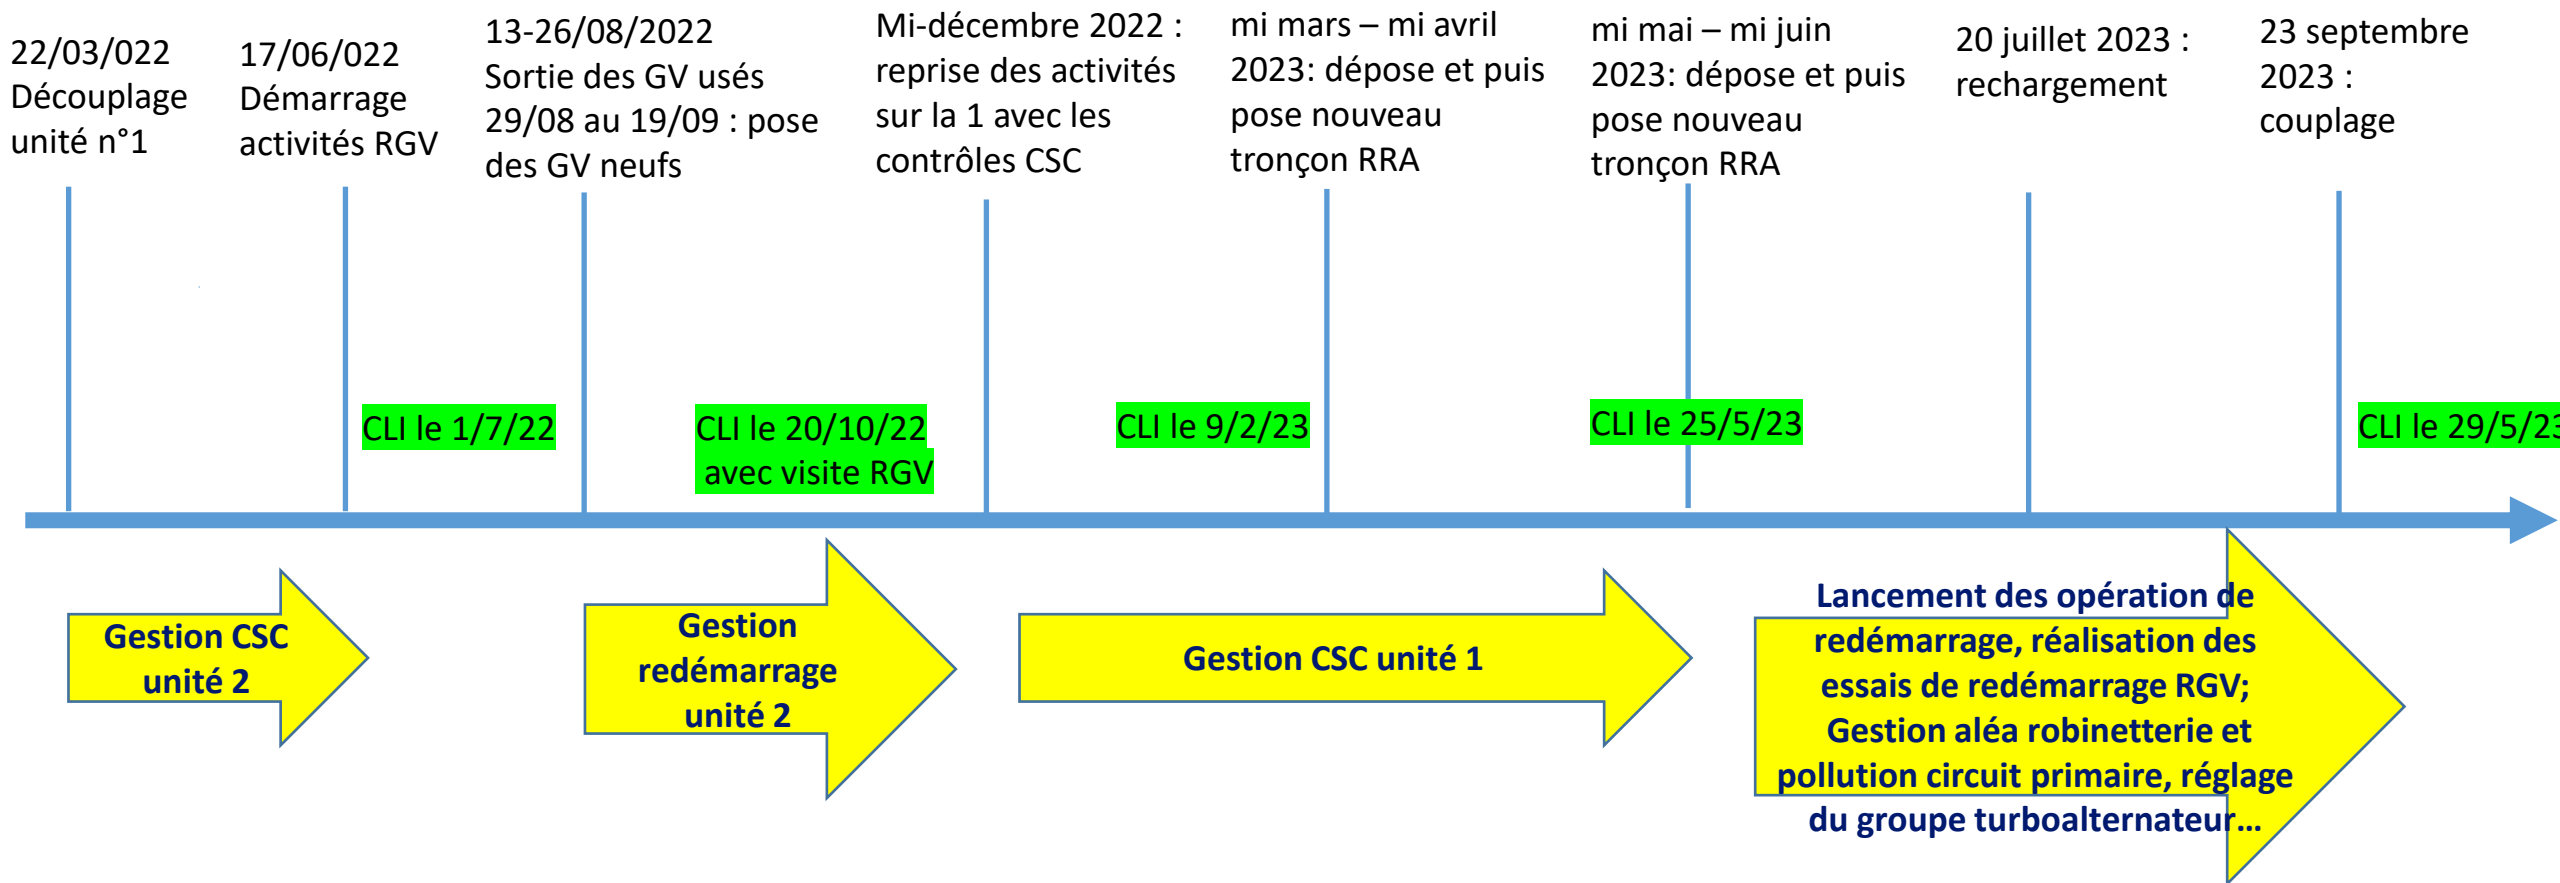 22/03/022
Découplage
unité n°1
17/06/022
Démarrage
activités RGV
13-26/08/2022
Sortie des GV usés
29/08 au 19/09 : pose
des GV neufs
Mi-décembre 2022 :
reprise des activités
sur la 1 avec les
contrôles CSC
mi mars – mi avril
2023: dépose et puis
pose nouveau
tronçon RRA
mi mai – mi juin
2023: dépose et puis
pose nouveau
tronçon RRA
20 juillet 2023 :
rechargement
23 septembre
2023 :
couplage
CLI le 1/7/22
CLI le 20/10/22
avec visite RGV
CLI le 9/2/23
CLI le 25/5/23
CLI le 29/5/23
Gestion CSC
unité 2
Gestion
redémarrage
unité 2
Gestion CSC unité 1
Lancement des opération de
redémarrage, réalisation des
essais de redémarrage RGV;
Gestion aléa robinetterie et
pollution circuit primaire, réglage
du groupe turboalternateur…